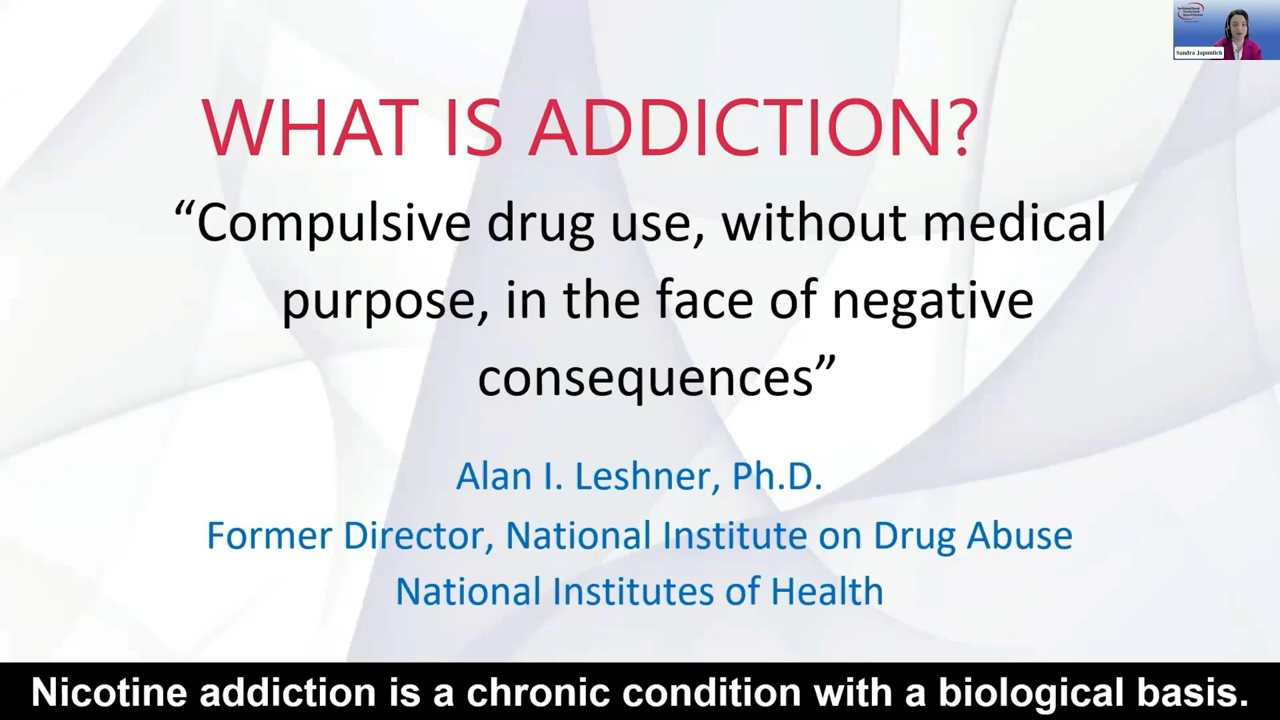 Sandra Japuntich
WHAT IS ADDICTION?
“Compulsive drug use, without medical
purpose, in the face of negative
consequences”
Alan I. Leshner, Ph.D.
Former Director, National Institute on Drug Abuse
National Institutes of Health
Nicotine addiction is a chronic condition with a biological basis.